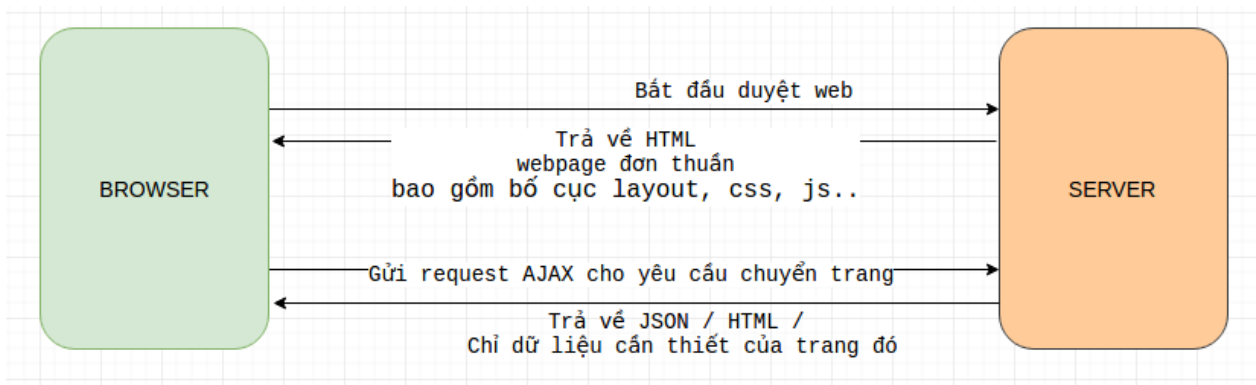 Bắt đầu duyệt web
Trả về HTML
webpage đơn thuần
bao gồm bố cục layout, css, js..
BROWSER
SERVER
Gửi request AJAX cho yêu cầu chuyển trang
Trả về JSON / HTML /
Chỉ dữ liệu cần thiết của trang đó